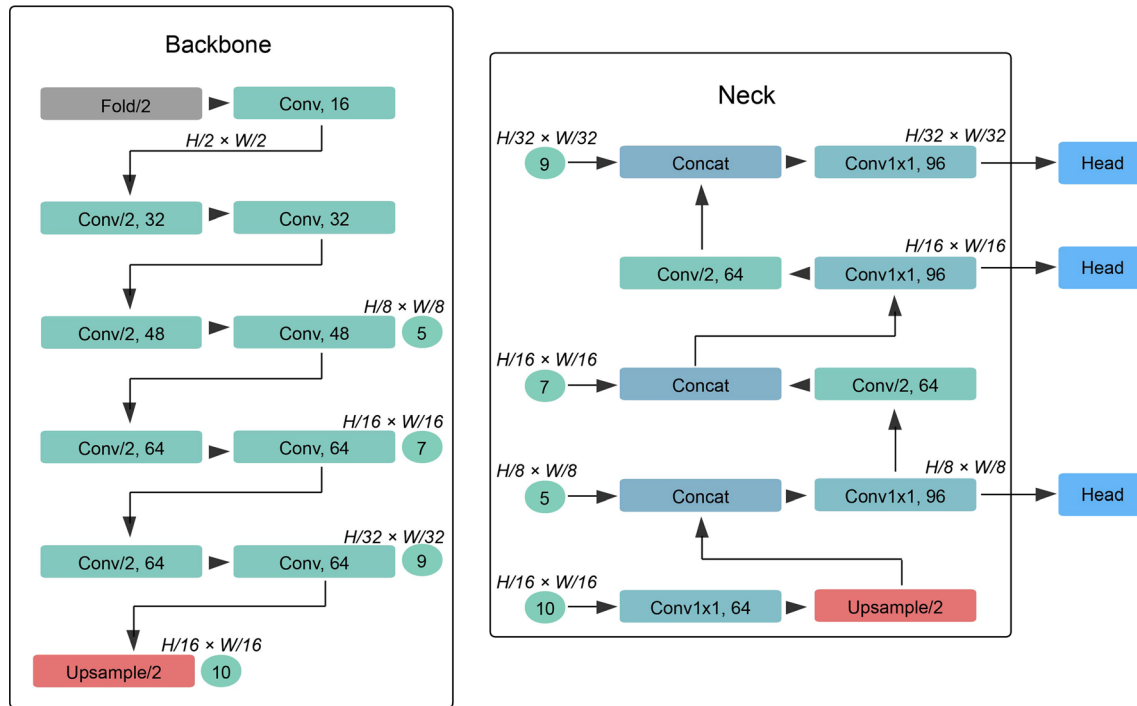 Backbone
Fold/2
Conv, 16
H/2 × W/2
Conv/2, 32
Conv, 32
H/8 × W/8
Conv/2, 48
Conv, 48
5
H/16 × W/16
Conv/2, 64
Conv, 64
7
H/32 × W/32
Conv/2, 64
Conv, 64
9
H/16 × W/16
Upsample/2
10
Neck
H/32 × W/32
H/32 × W/32
9
Concat
Conv1x1, 96
Head
H/16 × W/16
Conv/2, 64
Conv1x1, 96
Head
H/16 × W/16
7
Concat
Conv/2, 64
H/8 × W/8
H/8 × W/8
5
Concat
Conv1x1, 96
Head
H/16 × W/16
10
Conv1x1, 64
Upsample/2